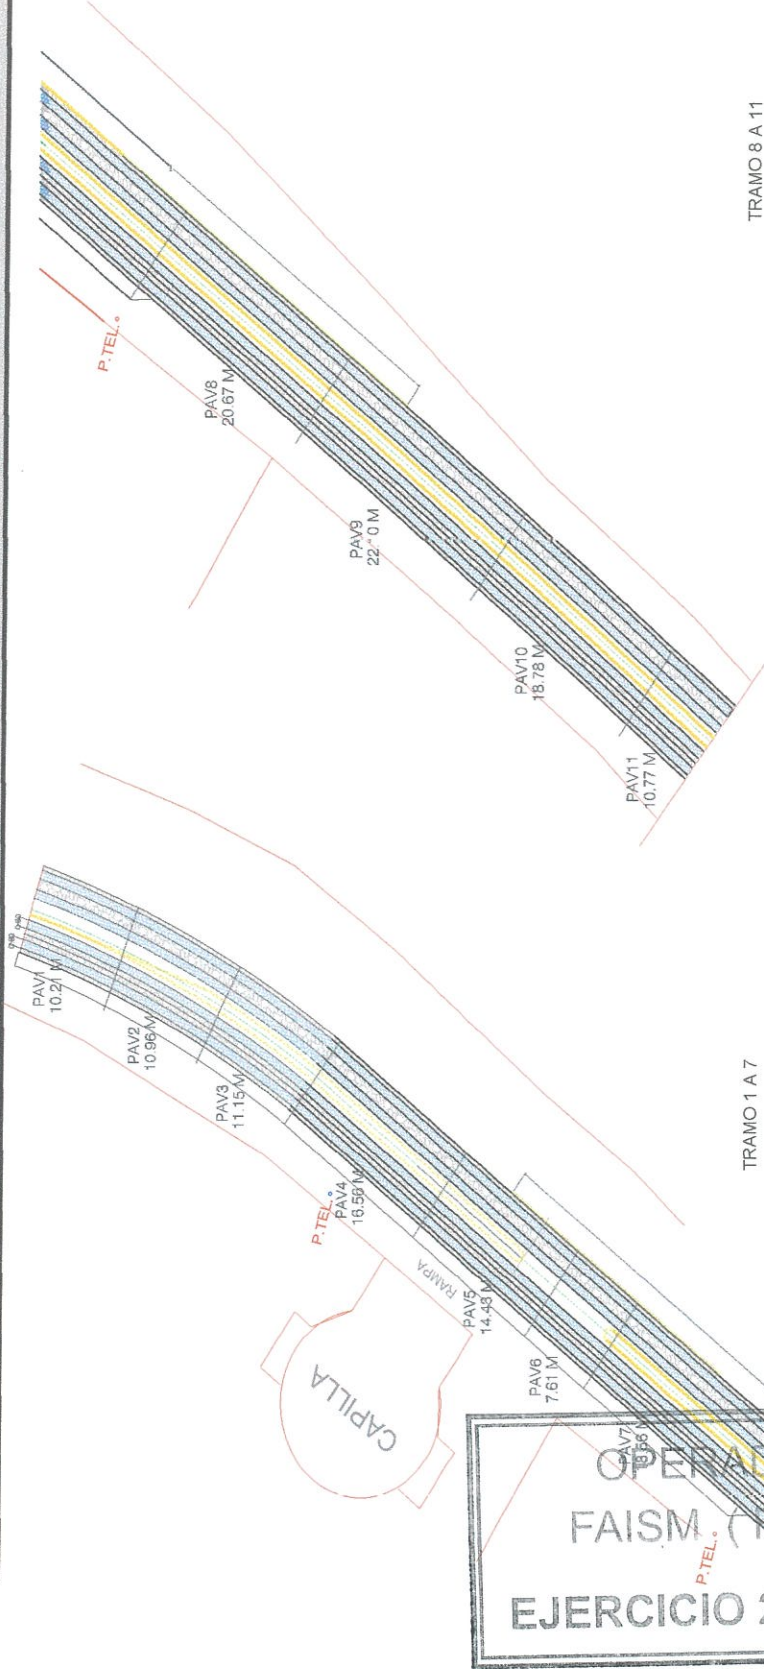 P.TEL.
PAV8
20.67 M
PAV9
PAV10
18.78 M
PAV11
10.77 M
TRAMO 8 A 11
PAV1
10.21 M
PAV2
10.96 M
PAV3
11.15 M
P.TEL.
PAV4
16.56 M
RAMPA
PAV5
14.48 M
CAPILLA
PAV6
7.61 M
PAV7
P.TEL.
TRAMO 1 A 7
FAISM (
EJERCICIO